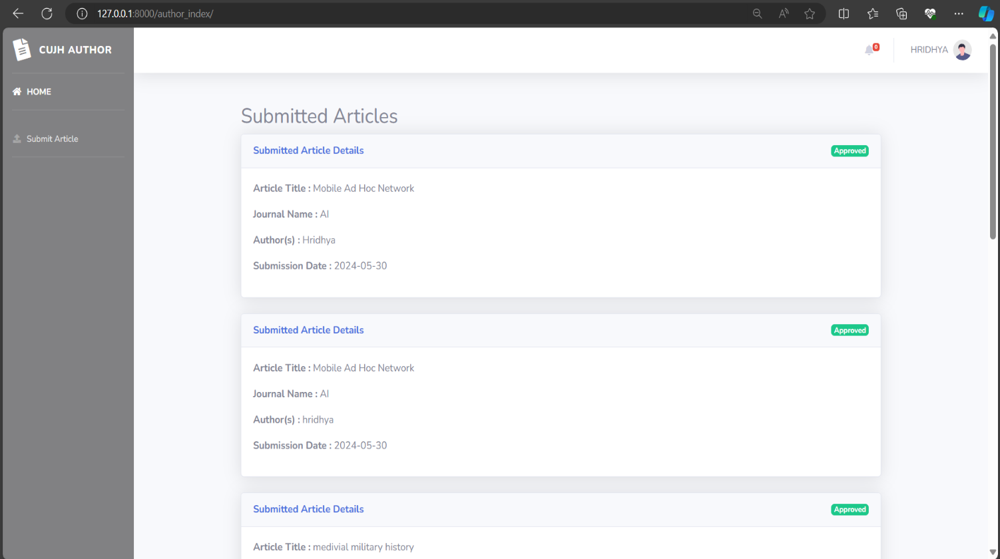 127.0.0.1:8000/author_index/
CUJH AUTHOR
0
HRIDHYA
HOME
Submit Article
Submitted Articles
Submitted Article Details Approved
Article Title : Mobile Ad Hoc Network
Journal Name : AI
Author(s) : Hridhya
Submission Date : 2024-05-30
Submitted Article Details Approved
Article Title : Mobile Ad Hoc Network
Journal Name : AI
Author(s) : hridhya
Submission Date : 2024-05-30
Submitted Article Details Approved
Article Title : medivial military history